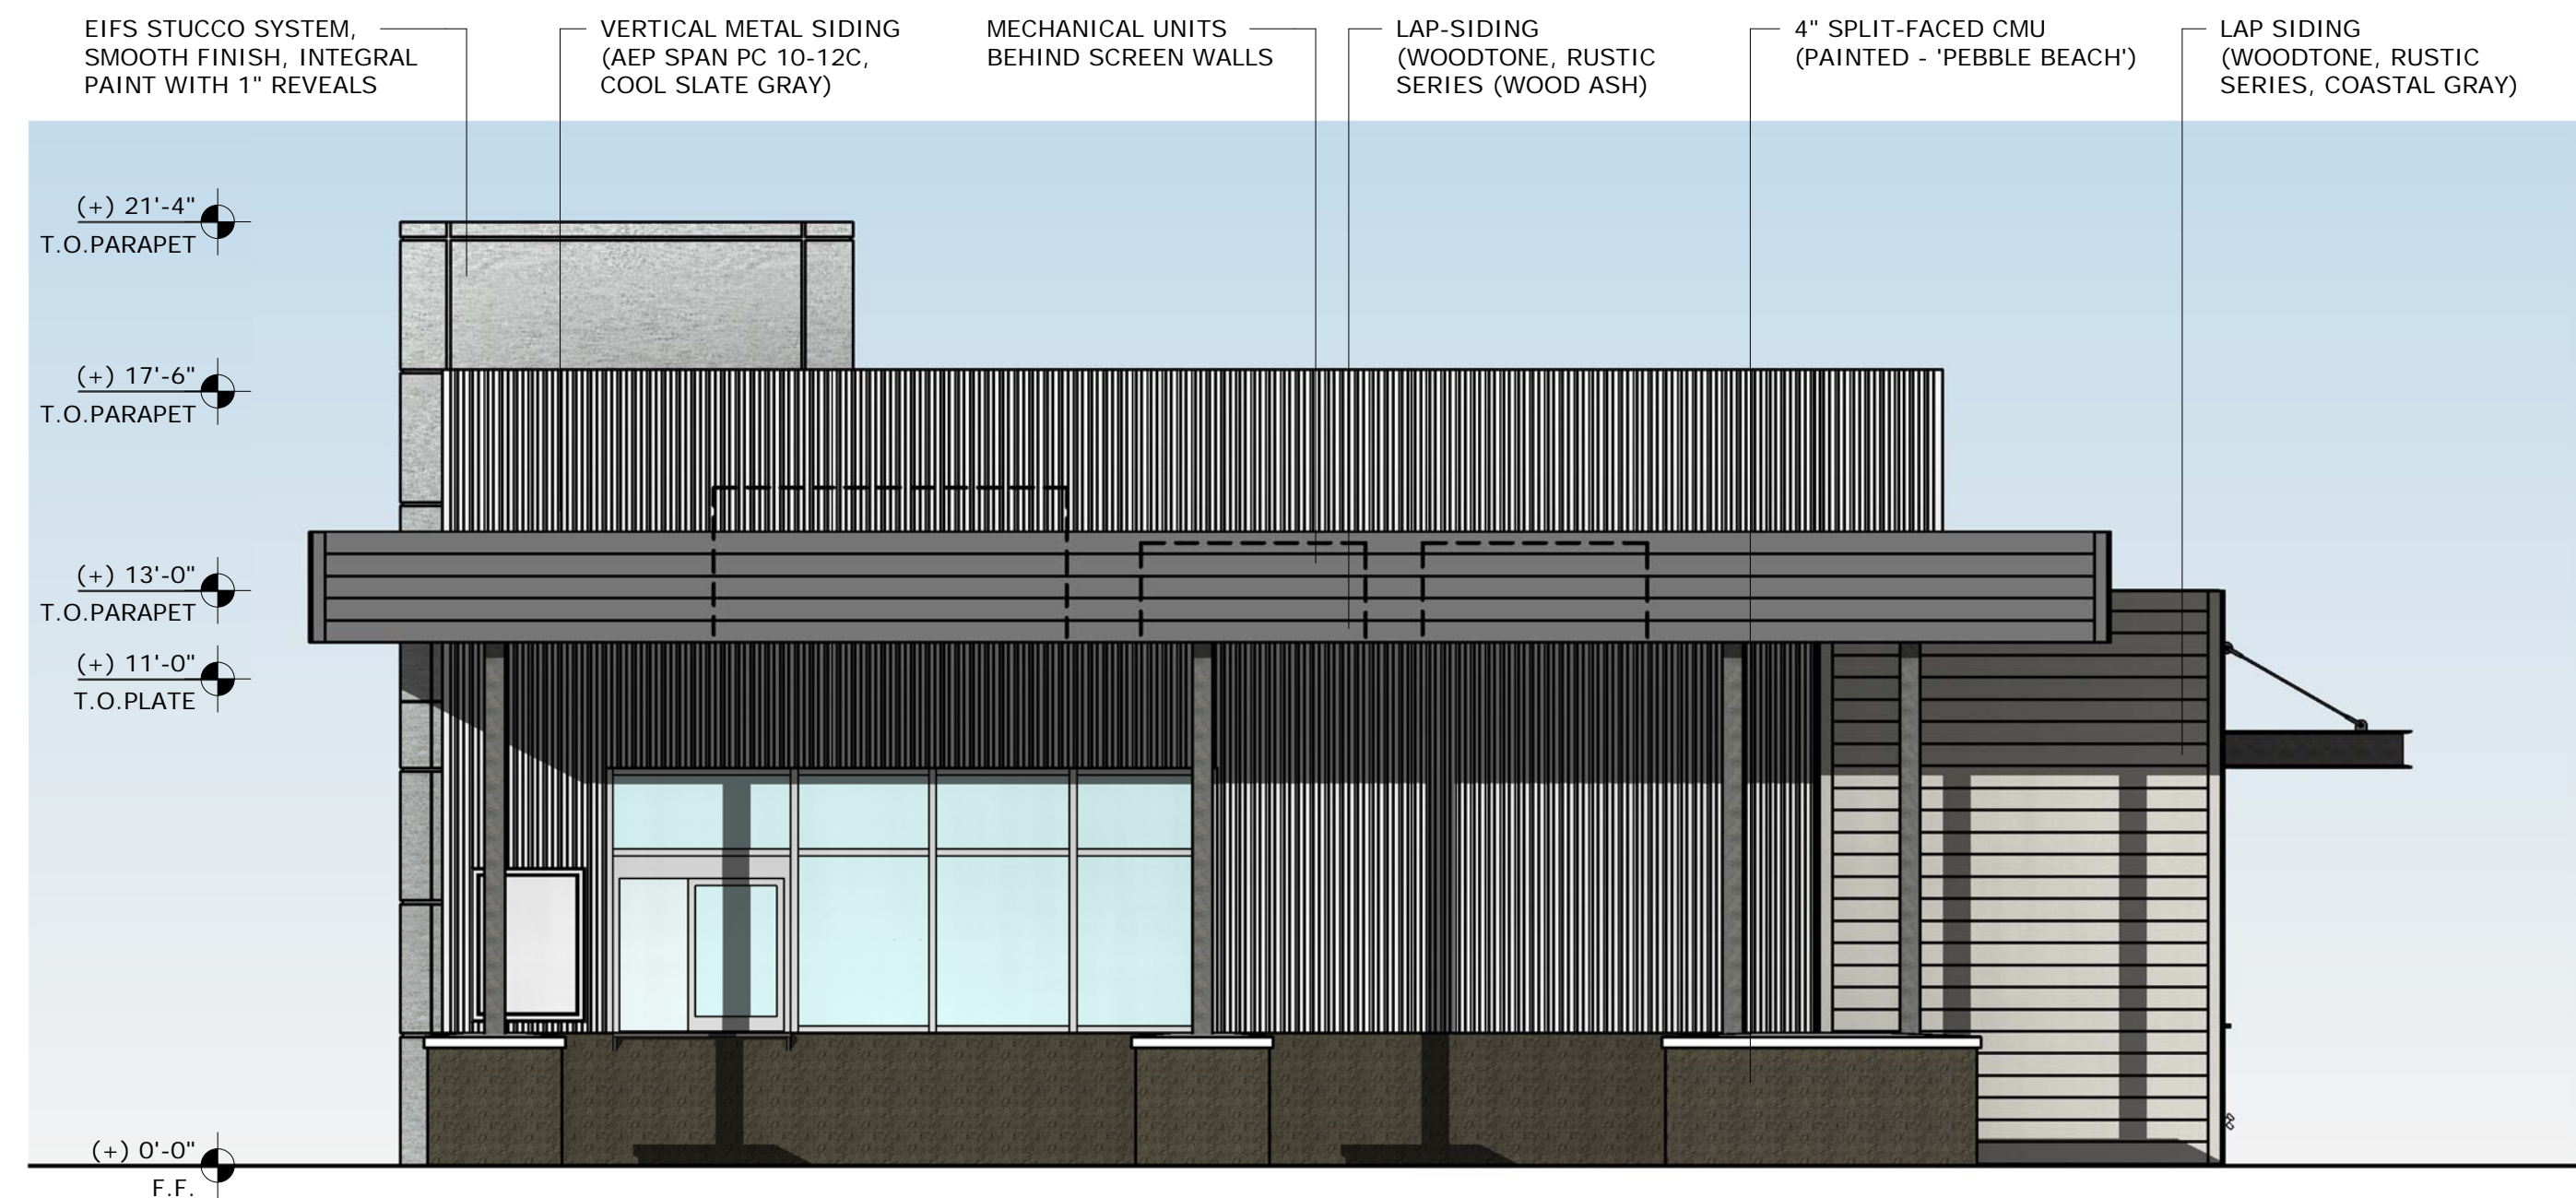 EIFS STUCCO SYSTEM,
SMOOTH FINISH, INTEGRAL
PAINT WITH 1" REVEALS
VERTICAL METAL SIDING
(AEP SPAN PC 10-12C,
COOL SLATE GRAY)
MECHANICAL UNITS
BEHIND SCREEN WALLS
LAP-SIDING
(WOODTONE, RUSTIC
SERIES (WOOD ASH)
4" SPLIT-FACED CMU
(PAINTED - 'PEBBLE BEACH')
LAP SIDING
(WOODTONE, RUSTIC
SERIES, COASTAL GRAY)
(+) 21'-4"
T.O.PARAPET
(+) 17'-6"
T.O.PARAPET
(+) 13'-0"
T.O.PARAPET
(+) 11'-0"
T.O.PLATE
(+) 0'-0"
F.F.